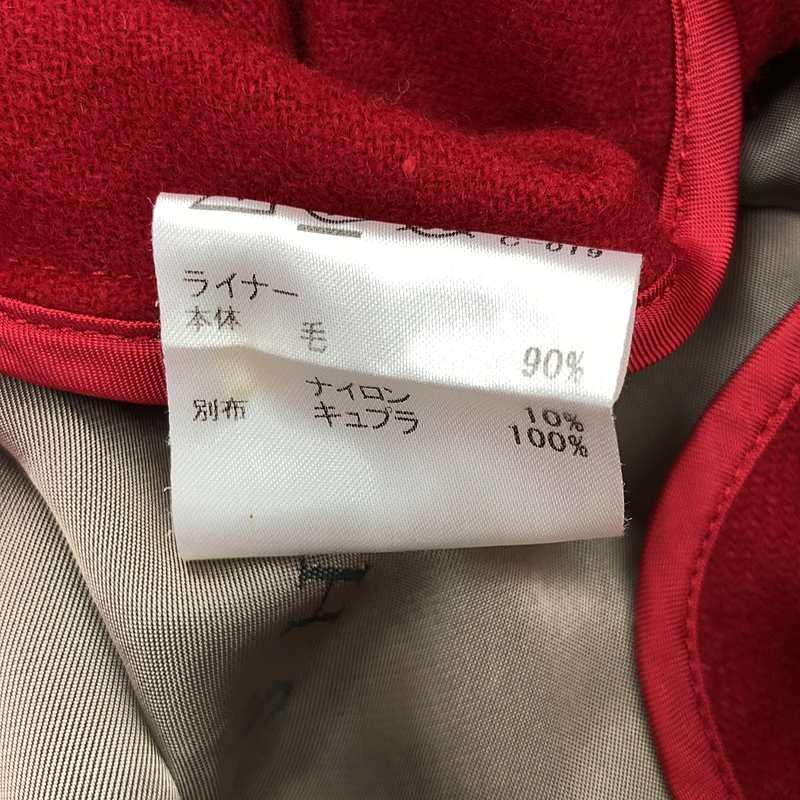 C-019
ライナー
本体 毛 90%
ナイロン 10%
別布 キュプラ 100%